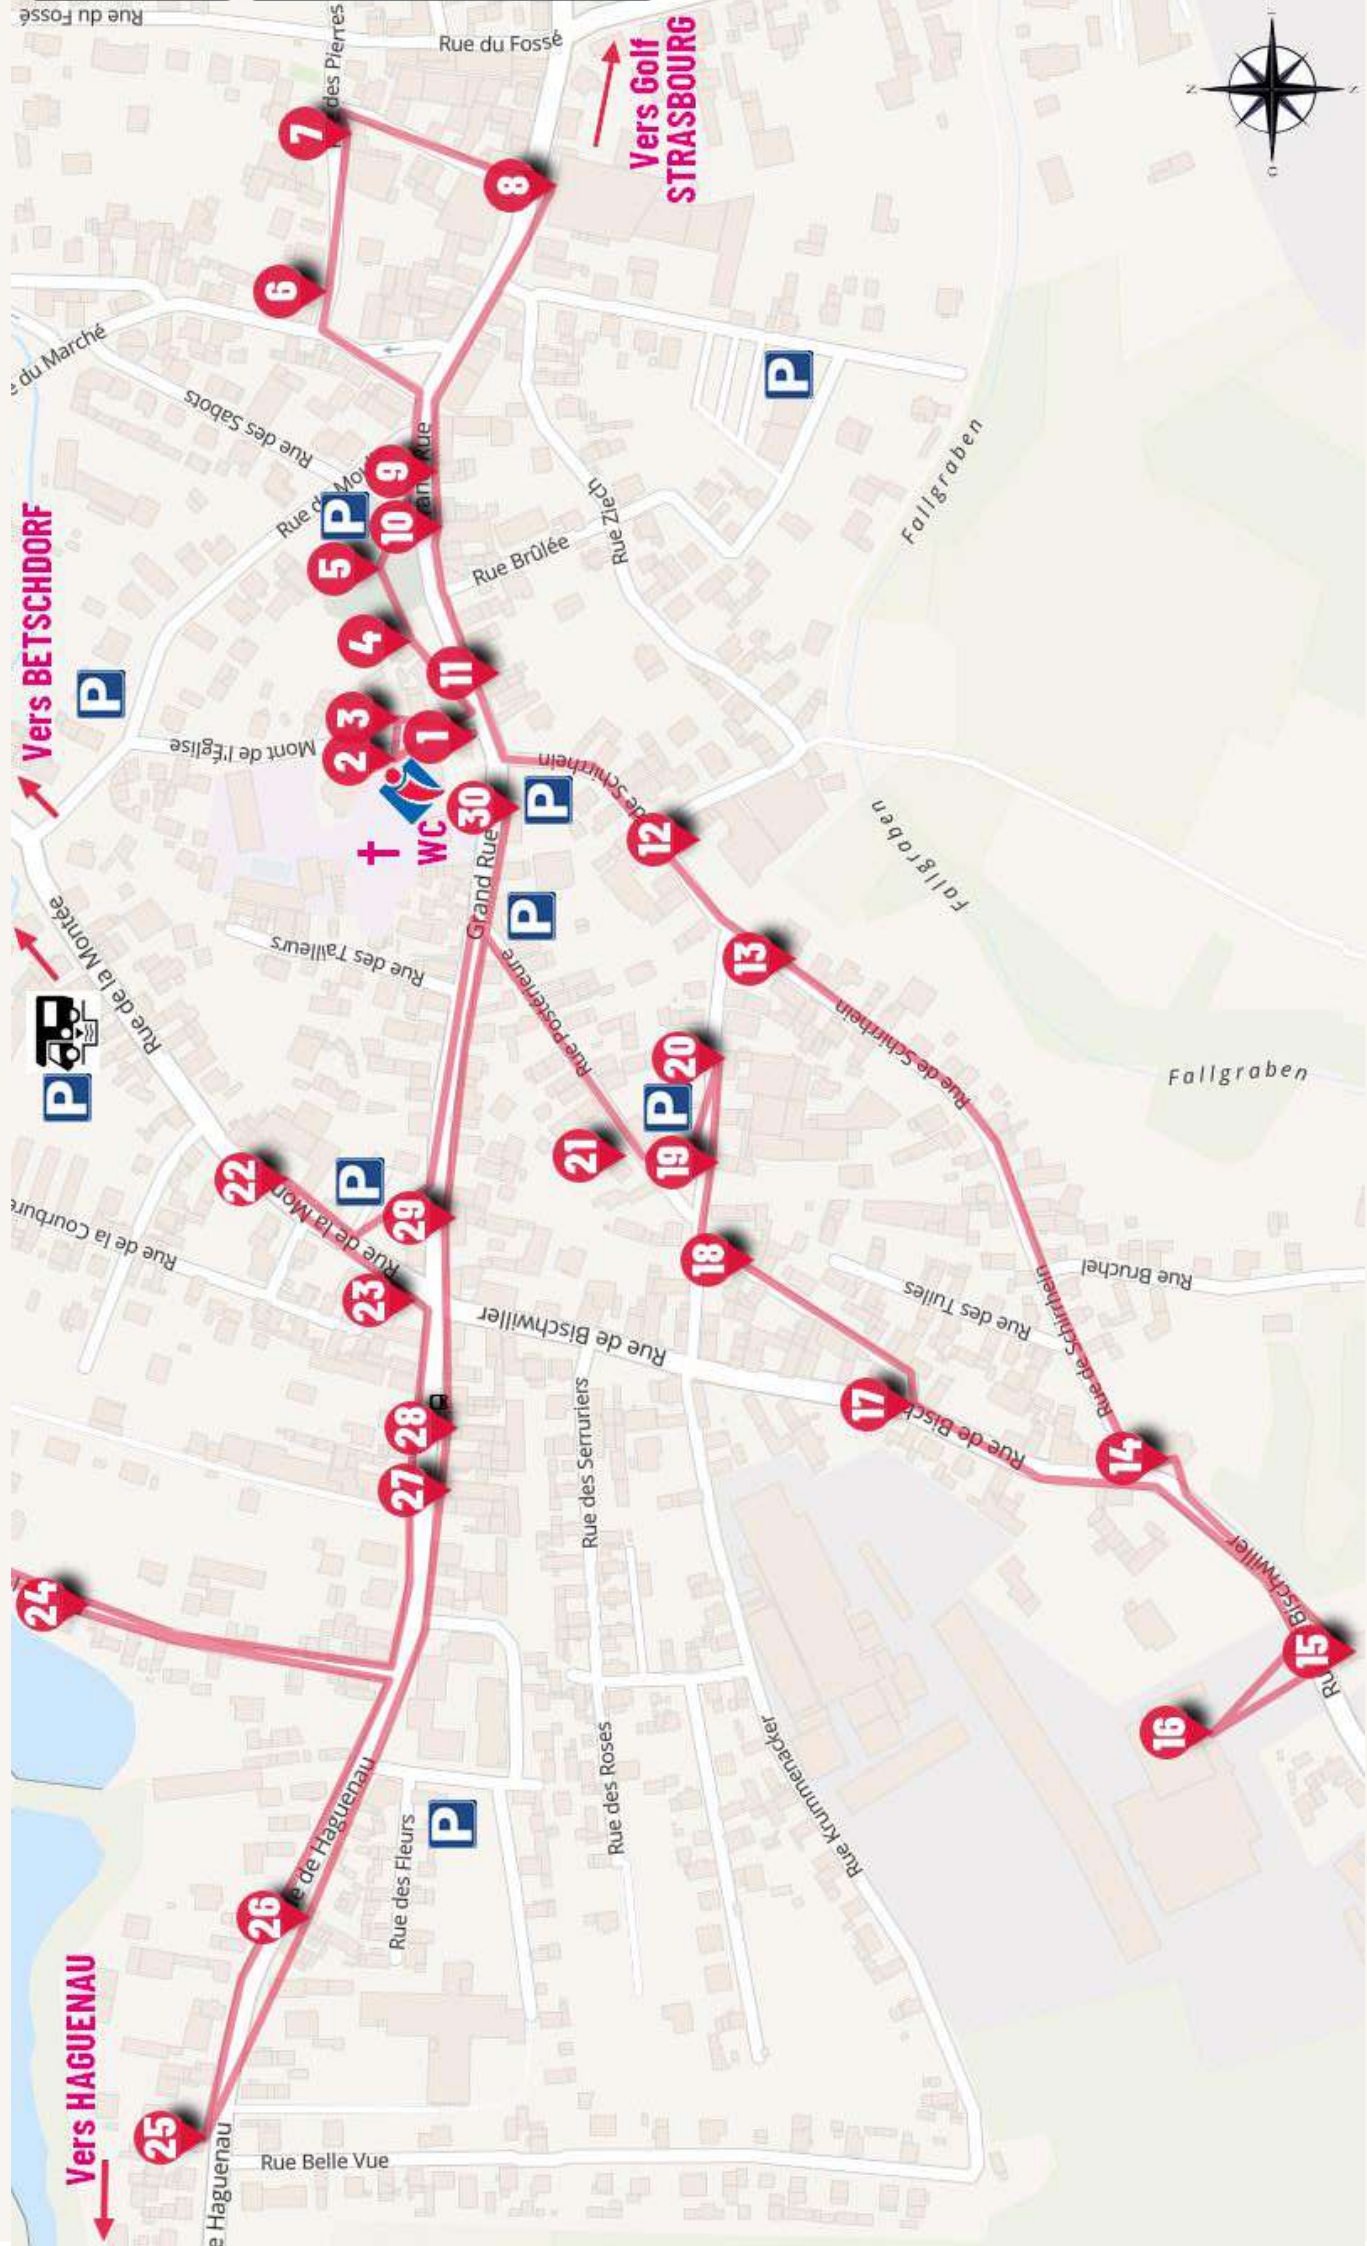 Rue du Fossé
des Pierres
Rue du Fossé
Vers Golf
STRASBOURG
N
N
O
7
8
6
e du Marché
Rue des Sabots
P
Rue
9
10
P
5
Rue Brûlée
Rue Ziech
Fallgraben
Vers BETSCHDORF
P
4
11
3
2
1
Mont de l'Église
30
P
WC
de Schirrhein
12
Fallgraben
Grand Rue
P
Rue de la Montée
Rue des Tailleurs
Rue Postérieure
13
Rue de Schirrhein
P
20
P
19
21
Fallgraben
22
P
29
Rue de la Mon
Rue de la Courbure
23
18
Rue de Bischwiller
Rue des Tuiles
Rue Bruchel
Rue de Schirrhein
28
27
Rue des Serruriers
17
Rue de Bisch
14
24
Bischwiller
15
Ru
16
Rue des Roses
Rue Krummenacker
e de Haguenau
Rue des Fleurs
P
26
Vers HAGUENAU
25
e Haguenau
Rue Belle Vue